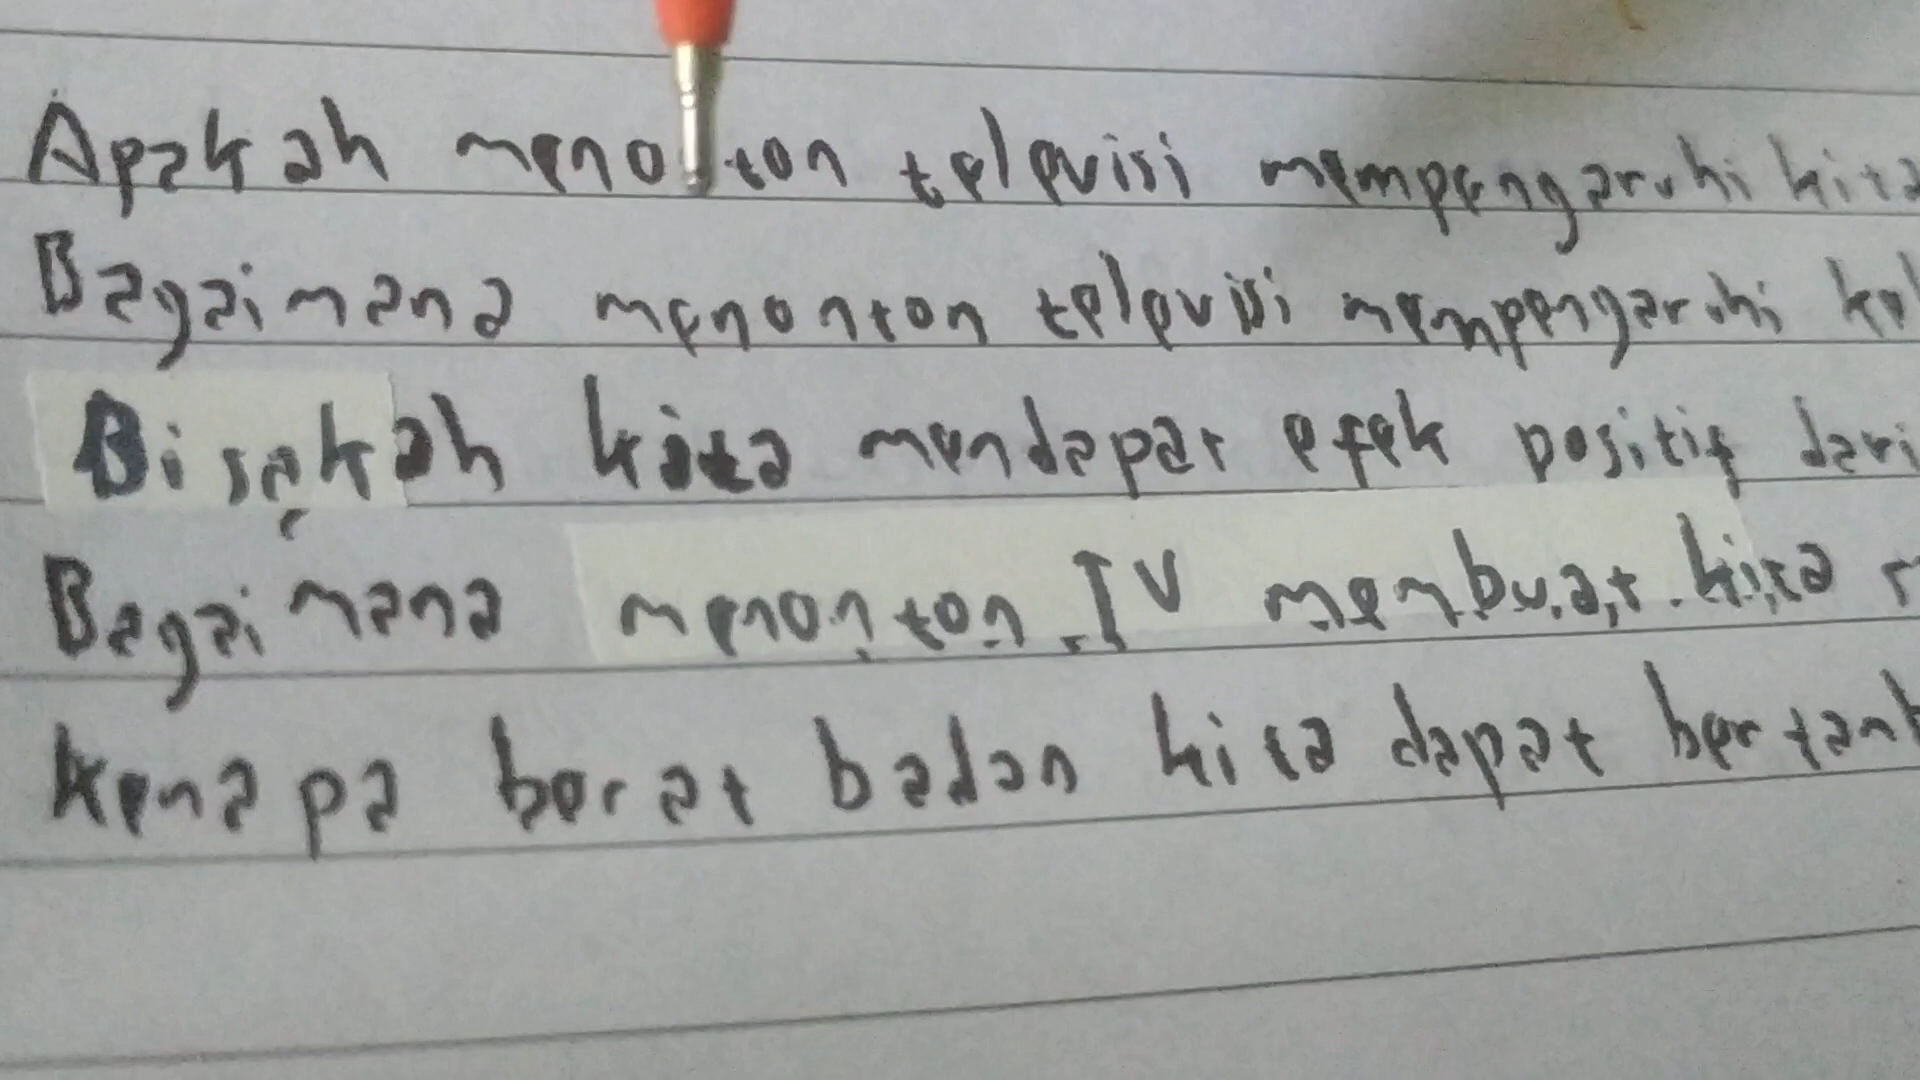 Apakah menonton televisi mempengaruhi kita
Bagaimana menonton televisi mempengaruhi
Bisakah kita mendapat efek positif dari
Bagaimana menonton TV membuat kita
Kenapa berat badan kita dapat